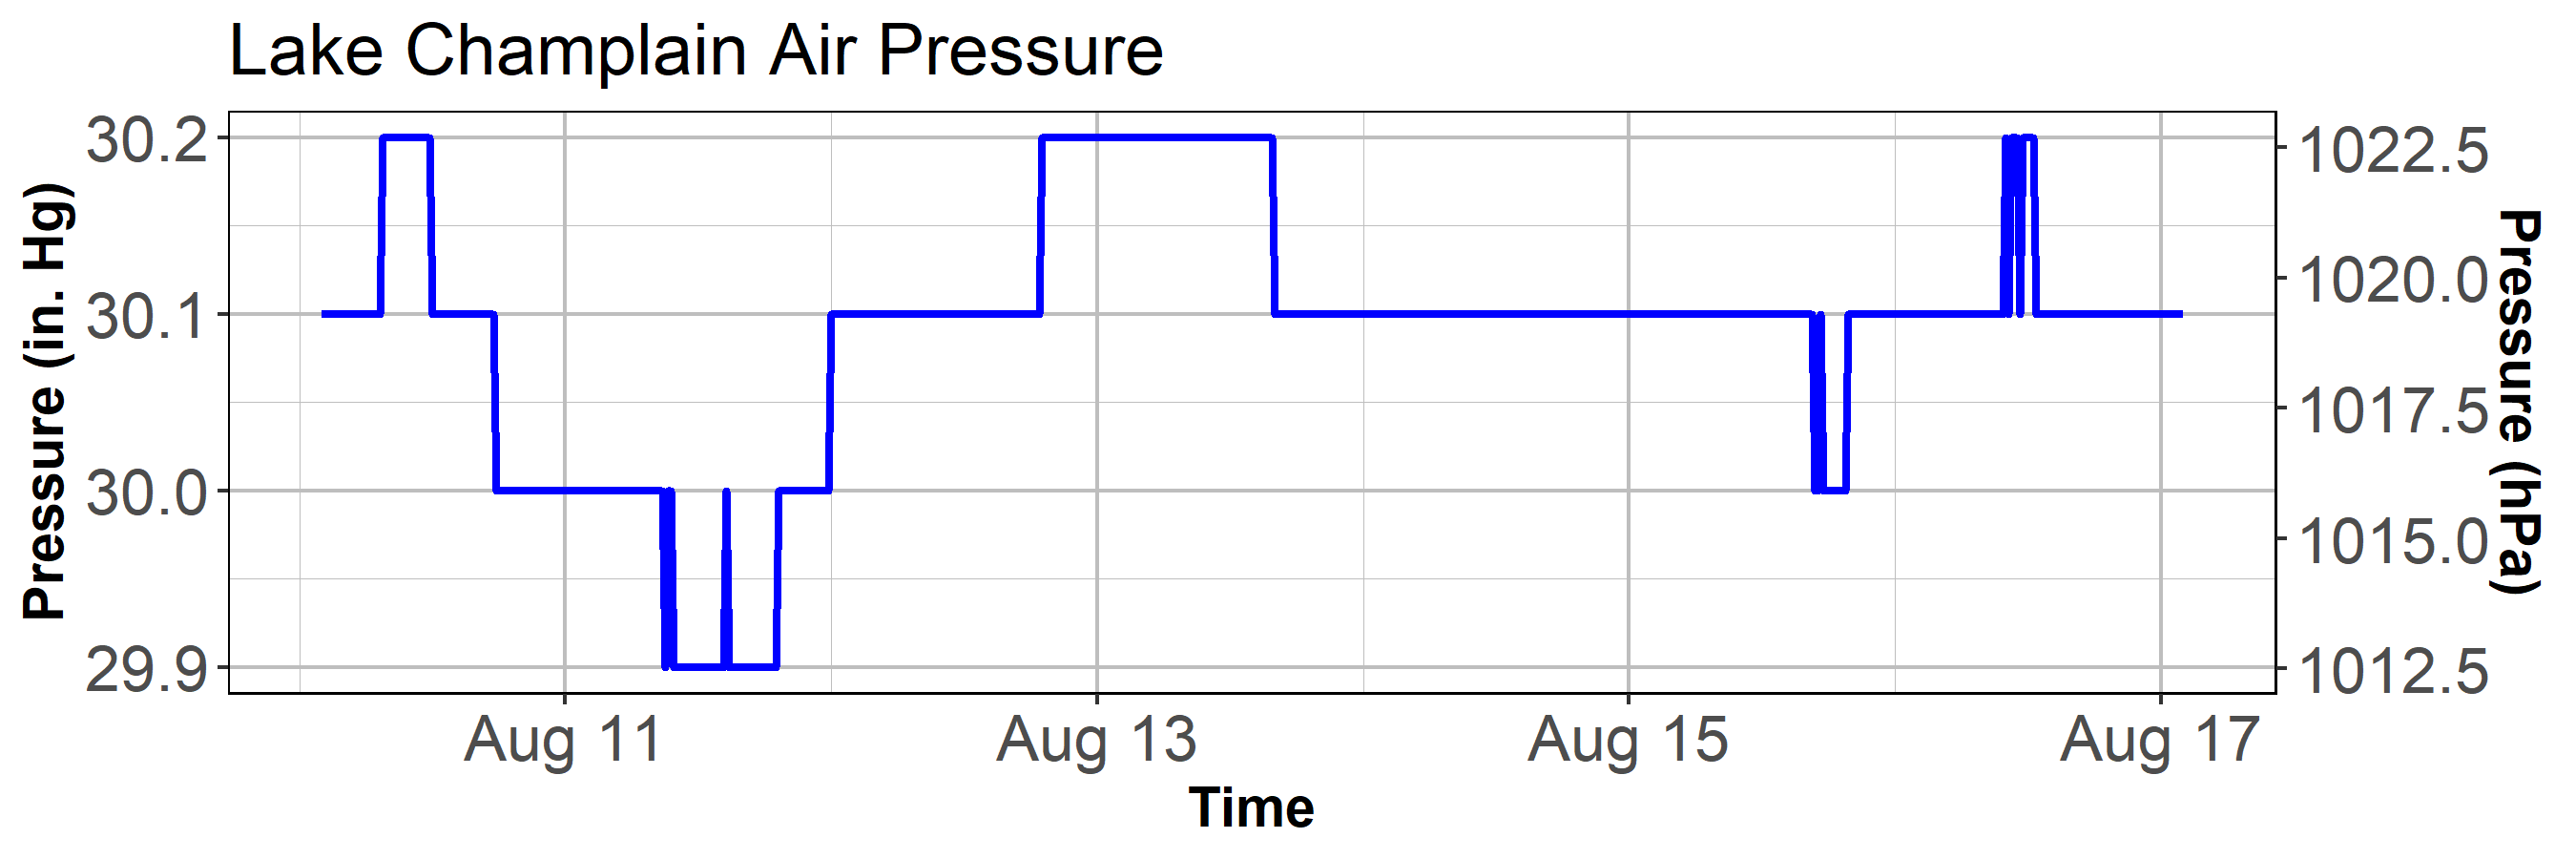 Lake Champlain Air Pressure
Pressure (in. Hg)
30.2
30.1
30.0
29.9
1022.5
1020.0
1017.5
1015.0
1012.5
Pressure (hPa)
Aug 11
Aug 13
Aug 15
Aug 17
Time